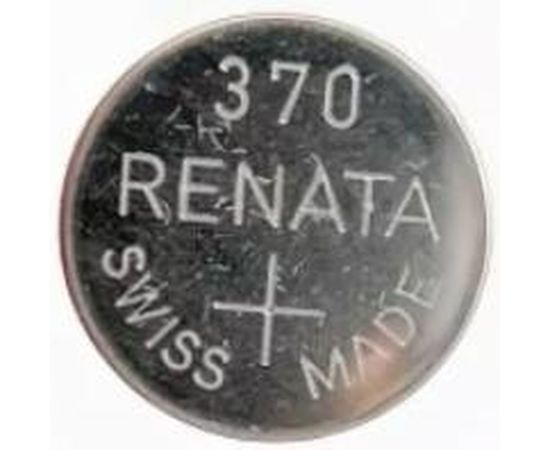 370
RENATA
+
SWISS MADE